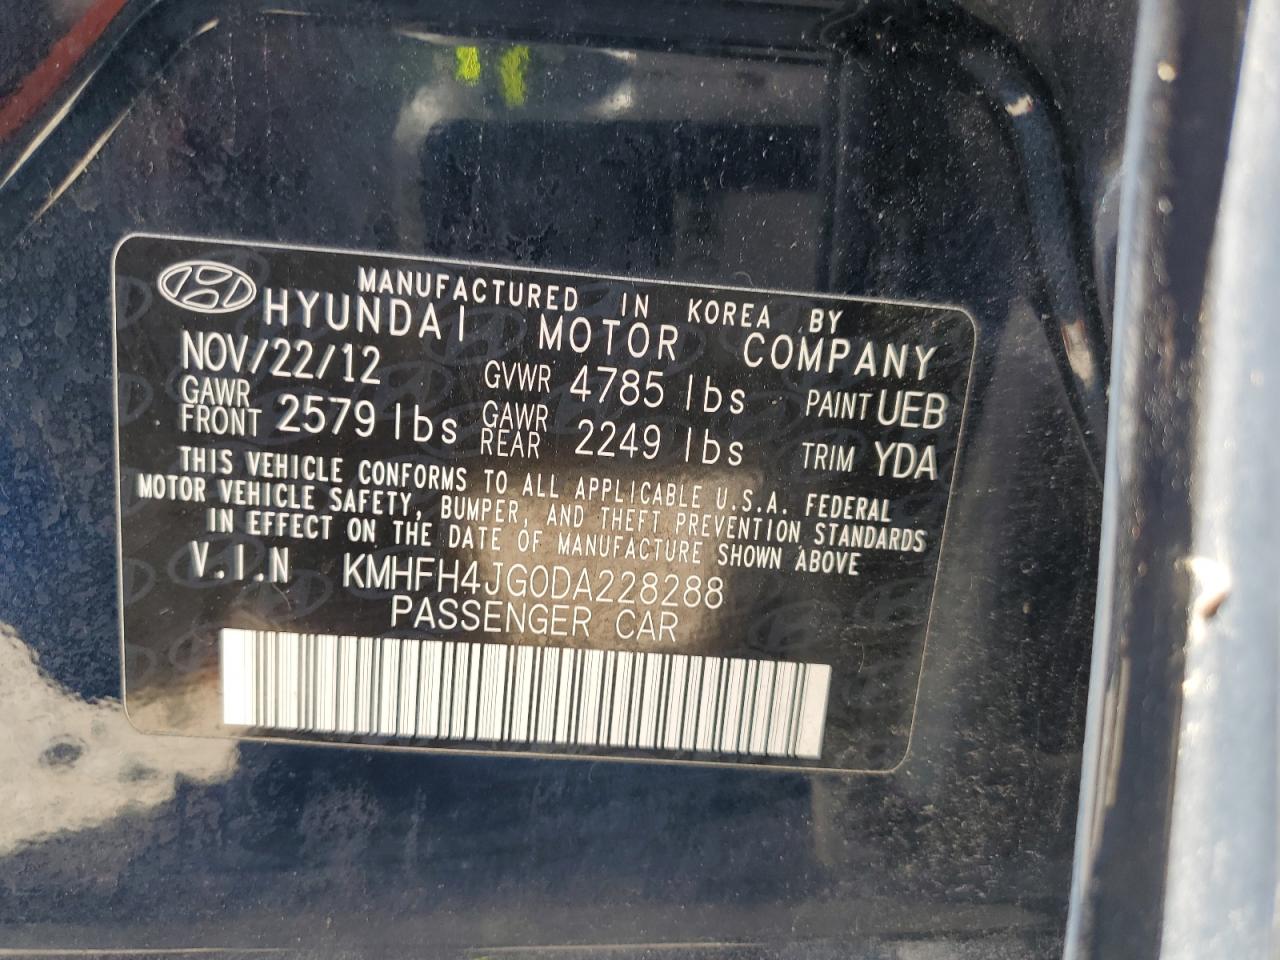 MANUFACTURED IN KOREA BY
HYUNDAI MOTOR COMPANY
NOV/22/12 GVWR 4785 lbs PAINT UEB
GAWR FRONT 2579 lbs GAWR REAR 2249 lbs TRIM YDA
THIS VEHICLE CONFORMS TO ALL APPLICABLE U.S.A. FEDERAL
MOTOR VEHICLE SAFETY, BUMPER, AND THEFT PREVENTION STANDARDS
IN EFFECT ON THE DATE OF MANUFACTURE SHOWN ABOVE
V.I.N KMHFH4JG0DA228288
PASSENGER CAR